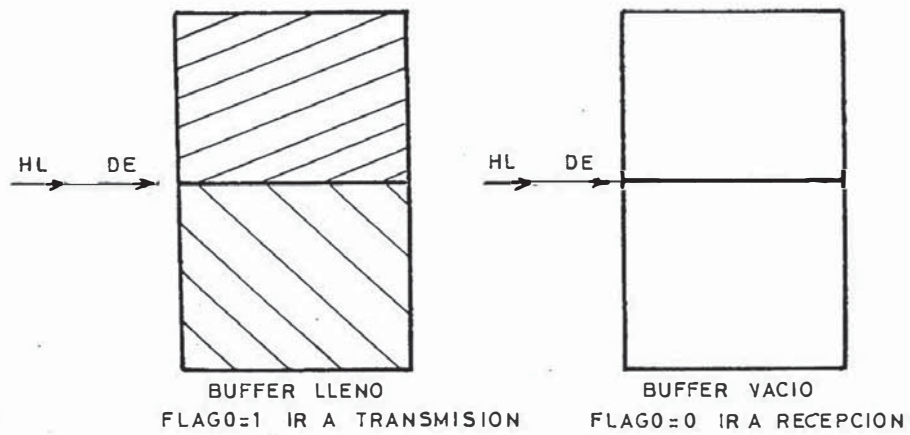 HL DE
HL DE
BUFFER LLENO
FLAG0=1 IR A TRANSMISION
BUFFER VACIO
FLAG0=0 IR A RECEPCION